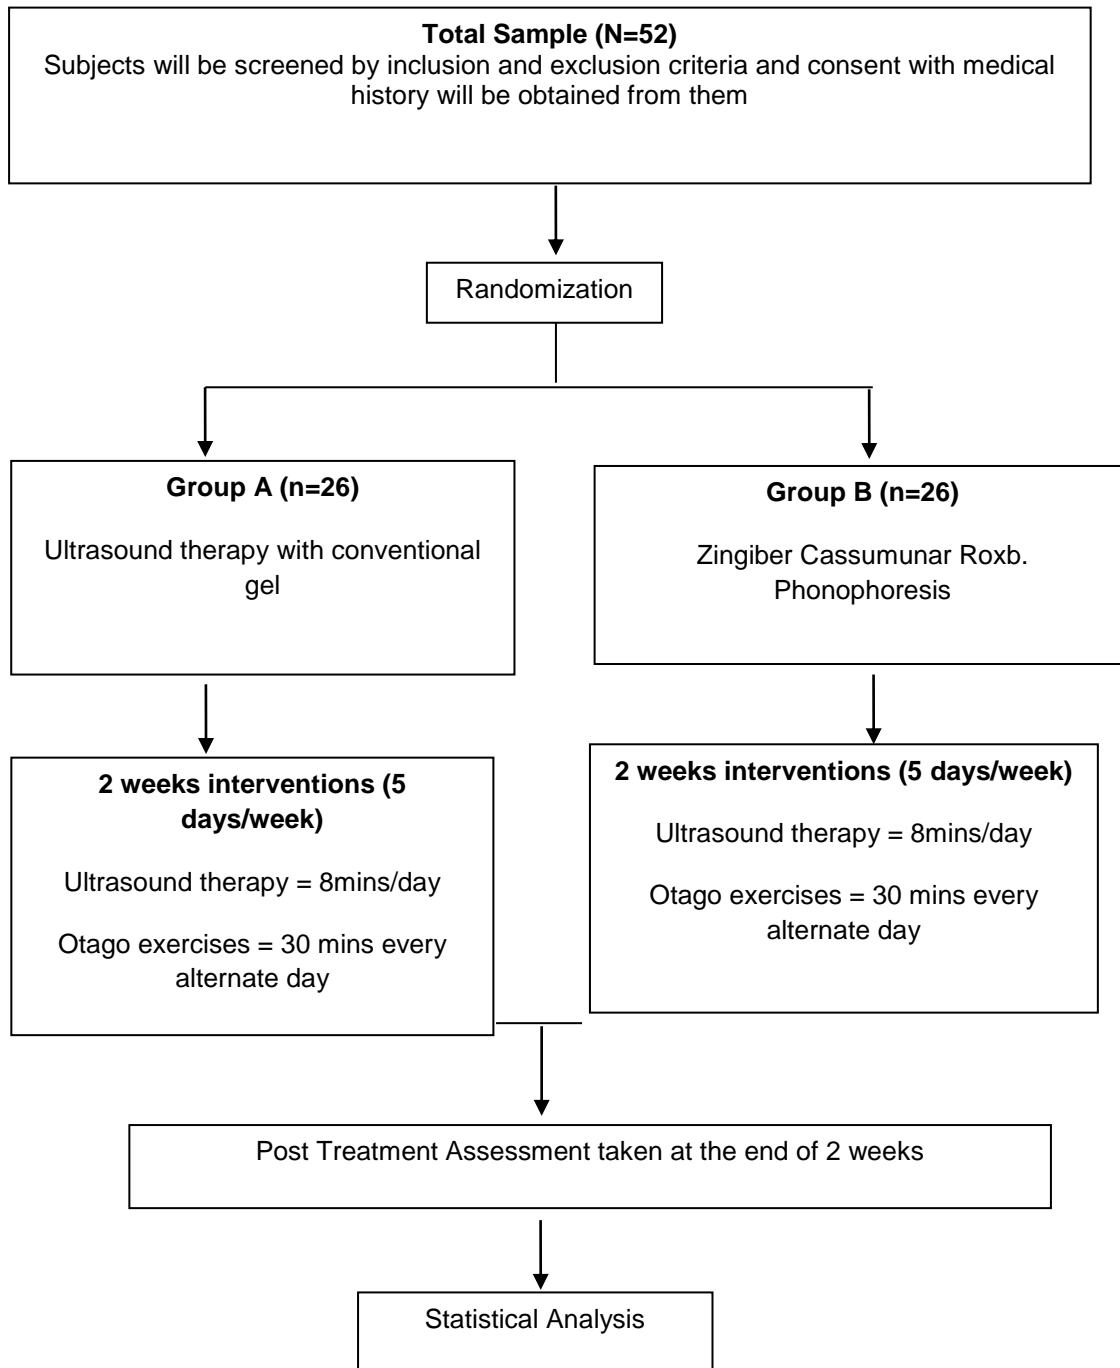 Total Sample (N=52)
Subjects will be screened by inclusion and exclusion criteria and consent with medical
history will be obtained from them
Randomization
Group A (n=26)
Ultrasound therapy with conventional
gel
Group B (n=26)
Zingiber Cassumunar Roxb.
Phonophoresis
2 weeks interventions (5
days/week)
Ultrasound therapy = 8mins/day
Otago exercises = 30 mins every
alternate day
2 weeks interventions (5 days/week)
Ultrasound therapy = 8mins/day
Otago exercises = 30 mins every
alternate day
Post Treatment Assessment taken at the end of 2 weeks
Statistical Analysis